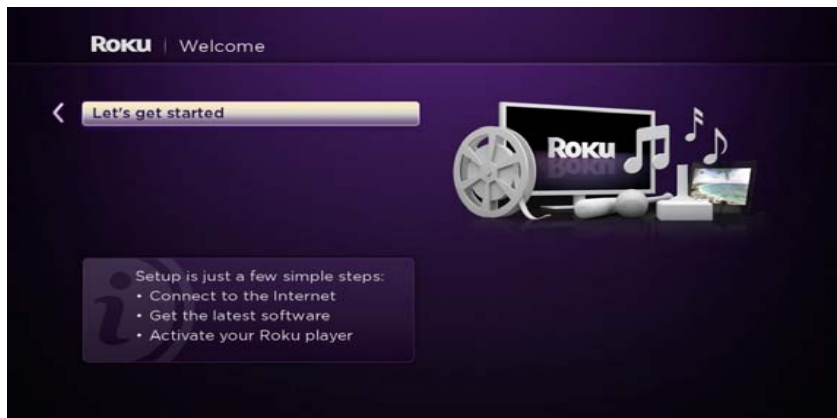 ROKU | Welcome
Let's get started
ROKU
Setup is just a few simple steps:
• Connect to the Internet
• Get the latest software
• Activate your Roku player